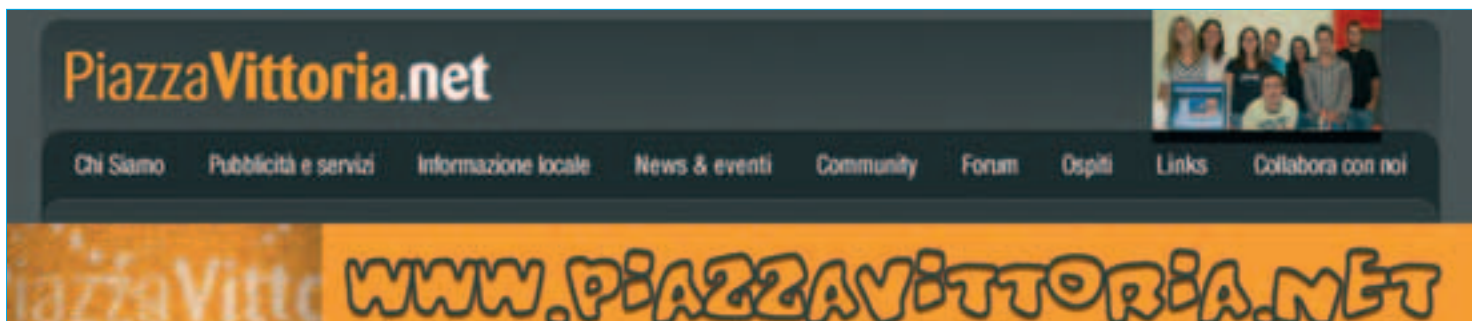 PiazzaVittoria.net
Chi Siamo Pubblicità e servizi Informazione locale News & eventi Community Forum Ospiti Links Collabora con noi
iazzaVitto
www.PiAZZAViTTORiA.NET